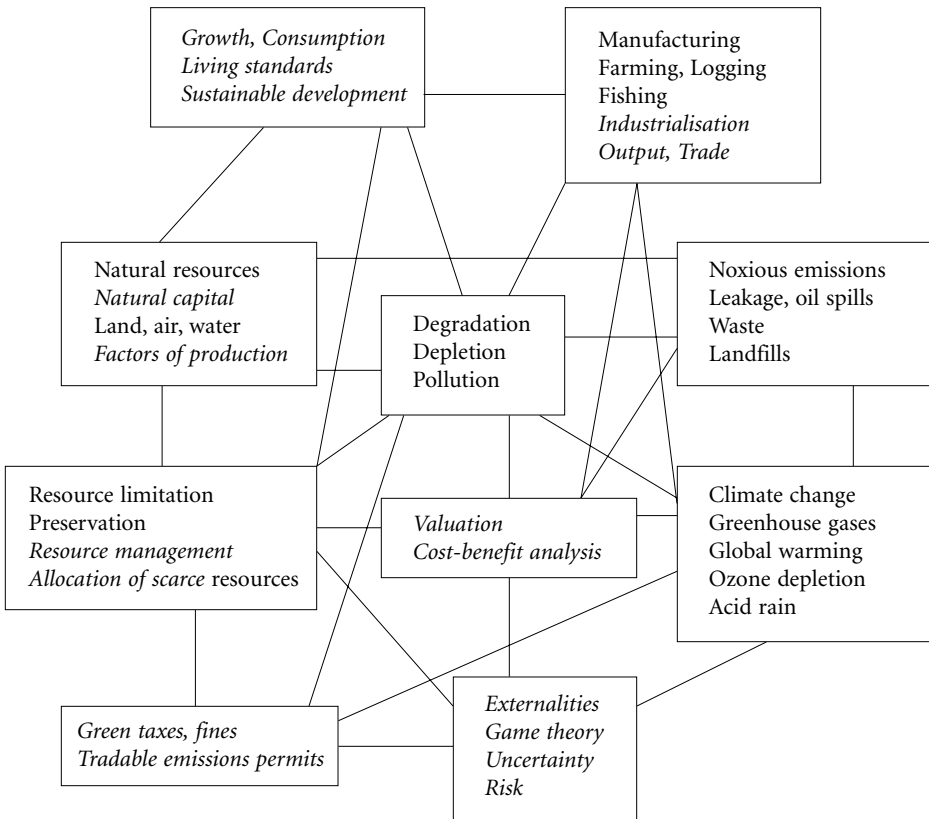 Growth, Consumption
Living standards
Sustainable development
Manufacturing
Farming, Logging
Fishing
Industrialisation
Output, Trade
Natural resources
Natural capital
Land, air, water
Factors of production
Degradation
Depletion
Pollution
Noxious emissions
Leakage, oil spills
Waste
Landfills
Resource limitation
Preservation
Resource management
Allocation of scarce resources
Valuation
Cost-benefit analysis
Climate change
Greenhouse gases
Global warming
Ozone depletion
Acid rain
Green taxes, fines
Tradable emissions permits
Externalities
Game theory
Uncertainty
Risk